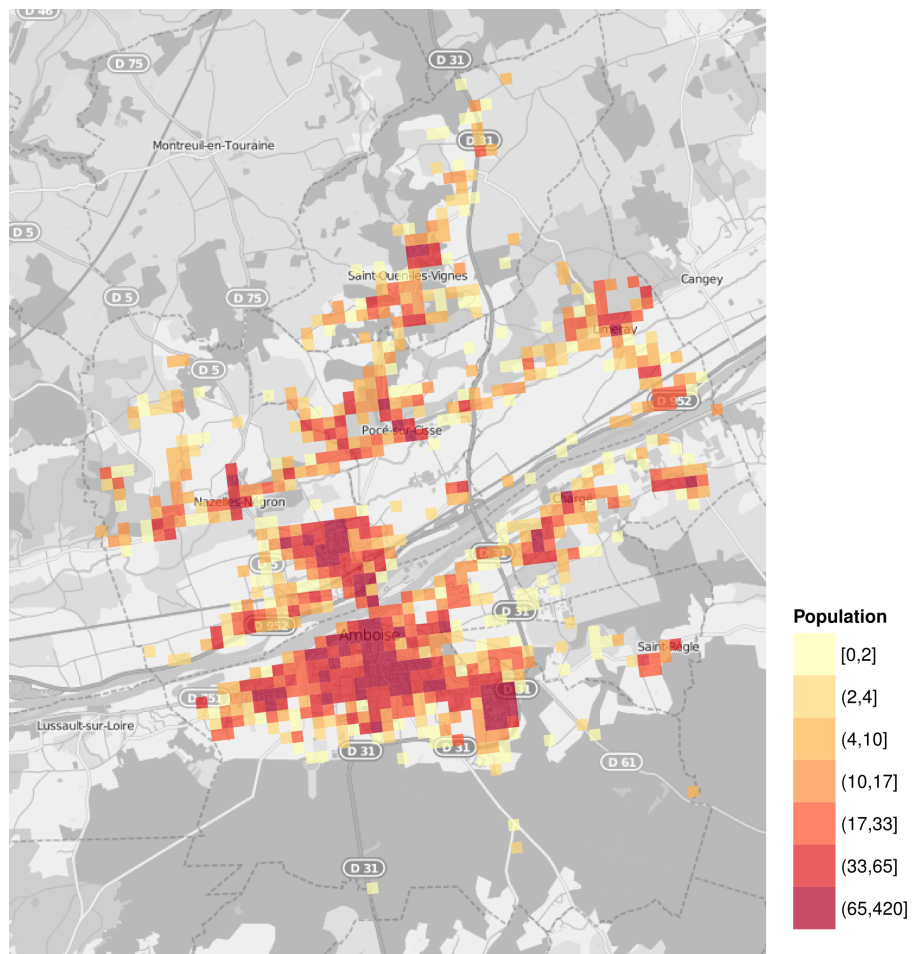 D 46
D 75
D 31
D 31
Montreuil-en-Touraine
D 5
Saint-Ouen-les-Vignes
Cangey
D 5
D 75
Limeray
D 5
D 952
Pocé-sur-Cisse
Nazelles-Négron
Chargé
D 31
D 5
D 31
D 952
Amboise
Saint-Règle
D 31
D 751
Lussault-sur-Loire
D 31
D 31
D 61
D 31
Population
[0,2]
(2,4]
(4,10]
(10,17]
(17,33]
(33,65]
(65,420]